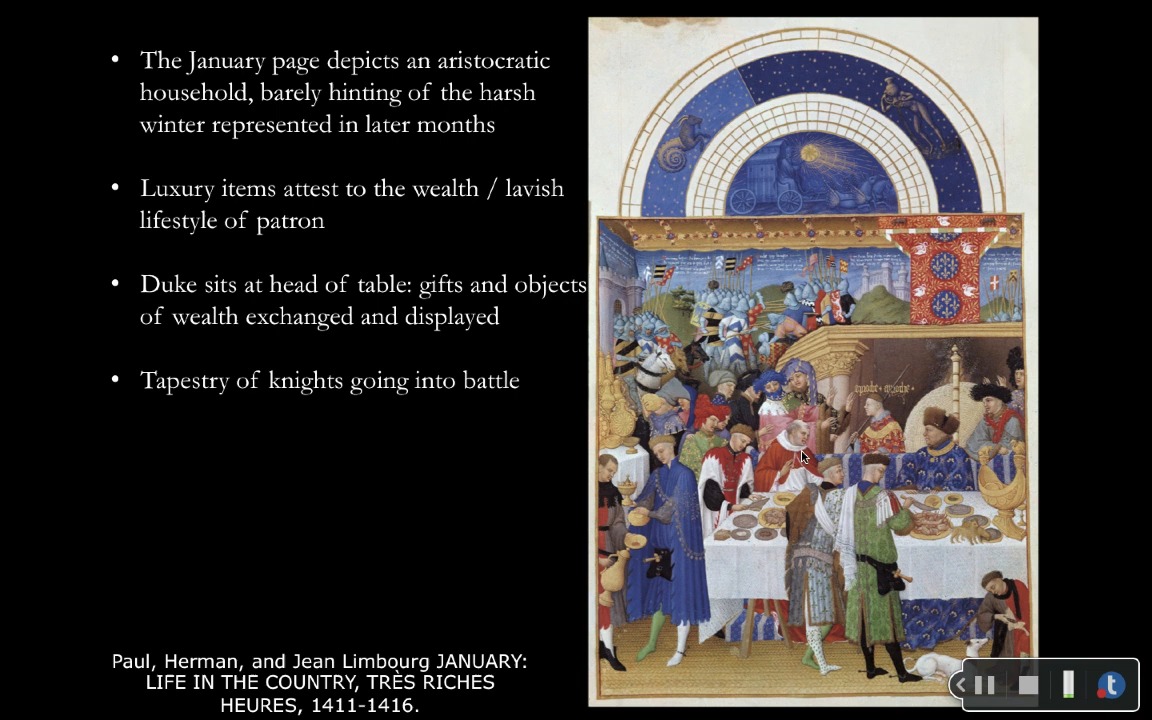 • The January page depicts an aristocratic
household, barely hinting of the harsh
winter represented in later months
• Luxury items attest to the wealth / lavish
lifestyle of patron
• Duke sits at head of table: gifts and objects
of wealth exchanged and displayed
• Tapestry of knights going into battle
Paul, Herman, and Jean Limbourg JANUARY:
LIFE IN THE COUNTRY, TRÈS RICHES
HEURES, 1411-1416.